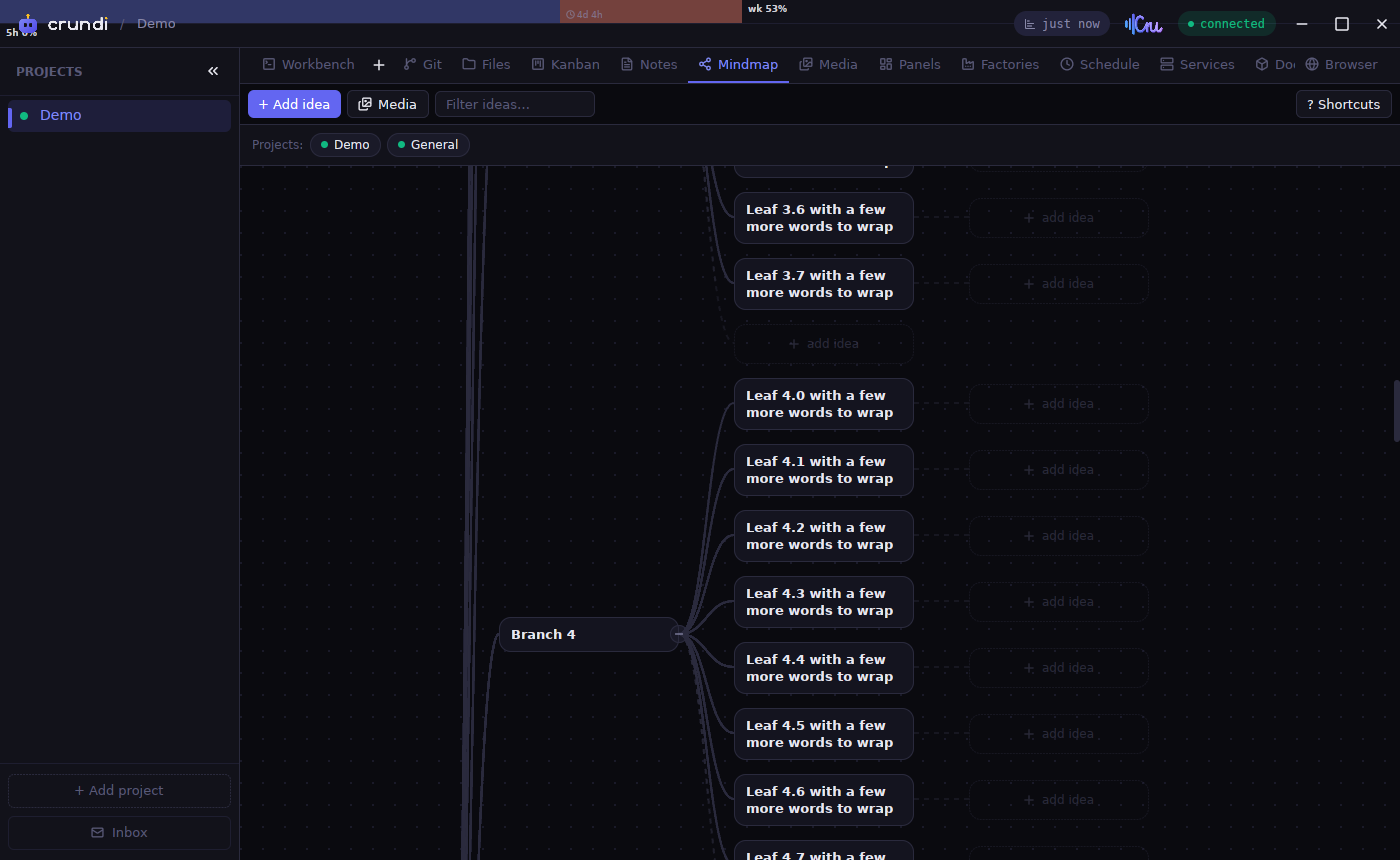 4d 4h
wk 53%
crundi / Demo
just now
Cru
connected
PROJECTS
Workbench
Git
Files
Kanban
Notes
Mindmap
Media
Panels
Factories
Schedule
Services
Browser
+ Add idea
Media
Filter ideas...
? Shortcuts
Demo
Projects:
Demo
General
Leaf 3.6 with a few
more words to wrap
+ add idea
Leaf 3.7 with a few
more words to wrap
+ add idea
+ add idea
Leaf 4.0 with a few
more words to wrap
+ add idea
Leaf 4.1 with a few
more words to wrap
+ add idea
Leaf 4.2 with a few
more words to wrap
+ add idea
Leaf 4.3 with a few
more words to wrap
+ add idea
Branch 4
Leaf 4.4 with a few
more words to wrap
+ add idea
Leaf 4.5 with a few
more words to wrap
+ add idea
Leaf 4.6 with a few
more words to wrap
+ add idea
Leaf 4.7 with a few
+ Add project
Inbox